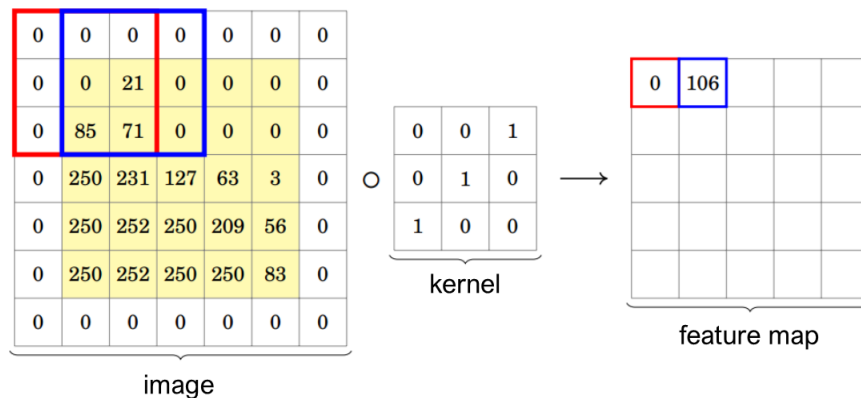 0 0 0 0 0 0 0
0 0 21 0 0 0 0
0 85 71 0 0 0 0
0 250 231 127 63 3 0
0 250 252 250 209 56 0
0 250 252 250 250 83 0
0 0 0 0 0 0 0
image
0 0 1
0 1 0
1 0 0
kernel
0 106
feature map